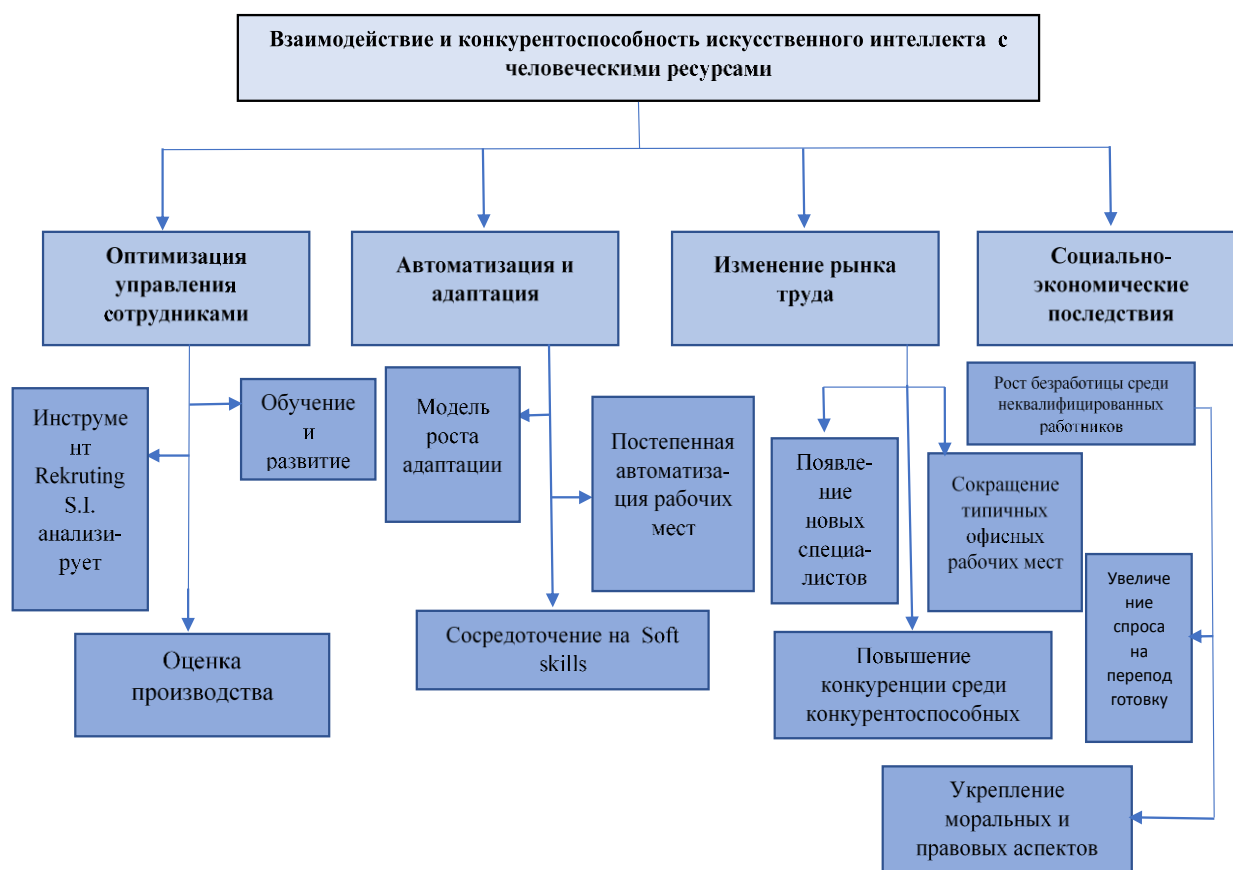 Взаимодействие и конкурентоспособность искусственного интеллекта с
человеческими ресурсами
Оптимизация
управления
сотрудниками
Автоматизация и
адаптация
Изменение рынка
труда
Социально-
экономические
последствия
Инструме
нт
Rekruting
S.I.
анализи-
рует
Обучение
и
развитие
Оценка
производства
Модель
роста
адаптации
Постепенная
автоматиза-
ция рабочих
мест
Сосредоточение на Soft
skills
Появле-
ние
новых
специа-
листов
Сокращение
типичных
офисных
рабочих мест
Повышение
конкуренции среди
конкурентоспособных
Рост безработицы среди
неквалифицированных
работников
Увеличе
ние
спроса
на
перепод
готовку
Укрепление
моральных и
правовых аспектов